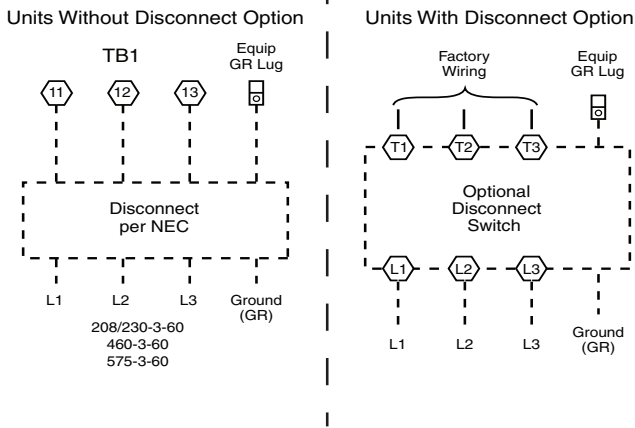 Units Without Disconnect Option
TB1
Equip
GR Lug
11
12
13
Disconnect
per NEC
L1
L2
L3
Ground
(GR)
208/230-3-60
460-3-60
575-3-60
Units With Disconnect Option
Factory
Wiring
Equip
GR Lug
T1
T2
T3
Optional
Disconnect
Switch
L1
L2
L3
L1
L2
L3
Ground
(GR)